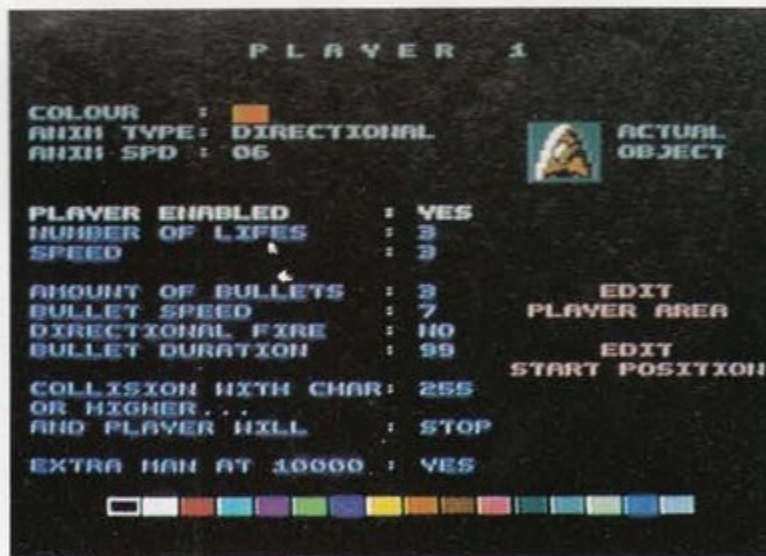 PLAYER 1
COLOUR :
ANIM TYPE: DIRECTIONAL
ANIM SPD : 06
ACTUAL
OBJECT
PLAYER ENABLED : YES
NUMBER OF LIFES : 3
SPEED : 3
AMOUNT OF BULLETS : 3
BULLET SPEED : 7
DIRECTIONAL FIRE : NO
BULLET DURATION : 99
COLLISION WITH CHAR: 255
OR HIGHER...
AND PLAYER WILL : STOP
EXTRA MAN AT 10000 : YES
EDIT
PLAYER AREA
EDIT
START POSITION